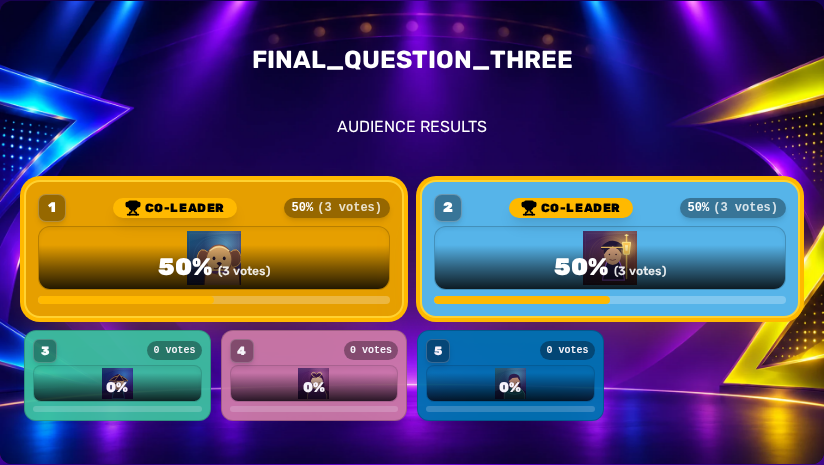 FINAL_QUESTION_THREE
AUDIENCE RESULTS
1 CO-LEADER 50% (3 votes)
50% (3 votes)
2 CO-LEADER 50% (3 votes)
50% (3 votes)
3 0 votes
0%
4 0 votes
0%
5 0 votes
0%